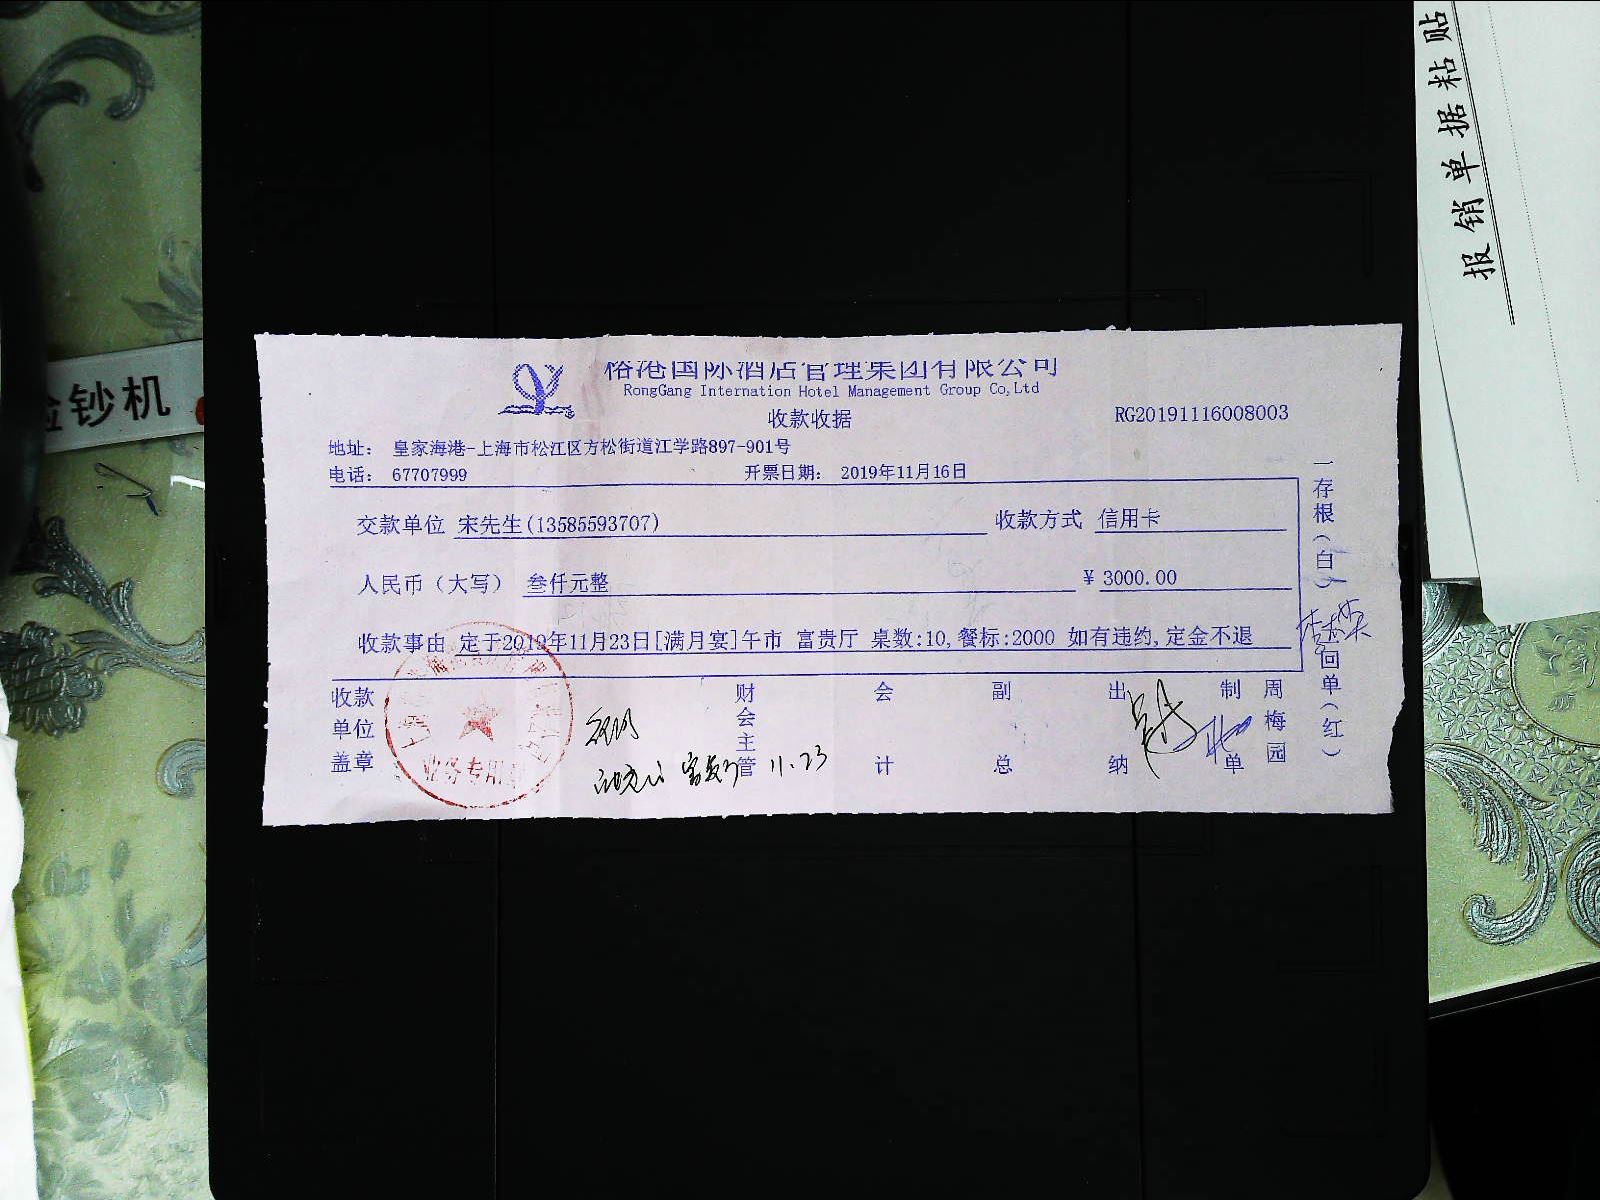 报销单据粘贴
验钞机
榕港国际酒店管理集团有限公司
RongGang Internation Hotel Management Group Co,Ltd
收款收据
RG20191116008003
地址： 皇家海港-上海市松江区方松街道江学路897-901号
电话： 67707999
开票日期： 2019年11月16日
交款单位 宋先生(13585593707)
收款方式 信用卡
人民币（大写） 叁仟元整
¥ 3000.00
收款事由 定于2019年11月23日[满月宴]午市 富贵厅 桌数:10,餐标:2000 如有违约,定金不退
收款单位盖章
财会主管
会计
副总
出纳
制单
周梅园
一存根（白）
回单（红）
业务专用章
11.23